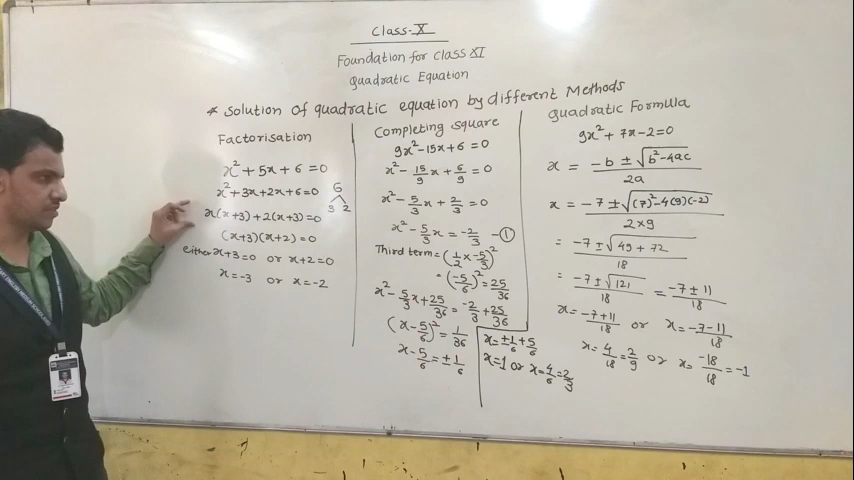 Class-X
Foundation for Class XI
Quadratic Equation
* Solution of quadratic equation by different Methods
Factorisation
x²+5x+6=0
x²+3x+2x+6=0
6
3 2
x(x+3)+2(x+3)=0
(x+3)(x+2)=0
either x+3=0 or x+2=0
x=-3 or x=-2
Completing Square
9x²-15x+6=0
x²-15/9x+6/9=0
x²-5/3x+2/3=0
x²-5/3x=-2/3 -①
Third term=(1/2×-5/3)²
=(-5/6)²=25/36
x²-5/3x+25/36=-2/3+25/36
(x-5/6)²=1/36
x-5/6=±1/6
x=±1/6+5/6
x=1 or x=4/6=2/3
Quadratic Formula
9x²+7x-2=0
x=-b±√b²-4ac/2a
x=-7±√(7)²-4(9)(-2)/2×9
=-7±√49+72/18
=-7±√121/18=-7±11/18
x=-7+11/18 or x=-7-11/18
x=4/18=2/9 or x=-18/18=-1